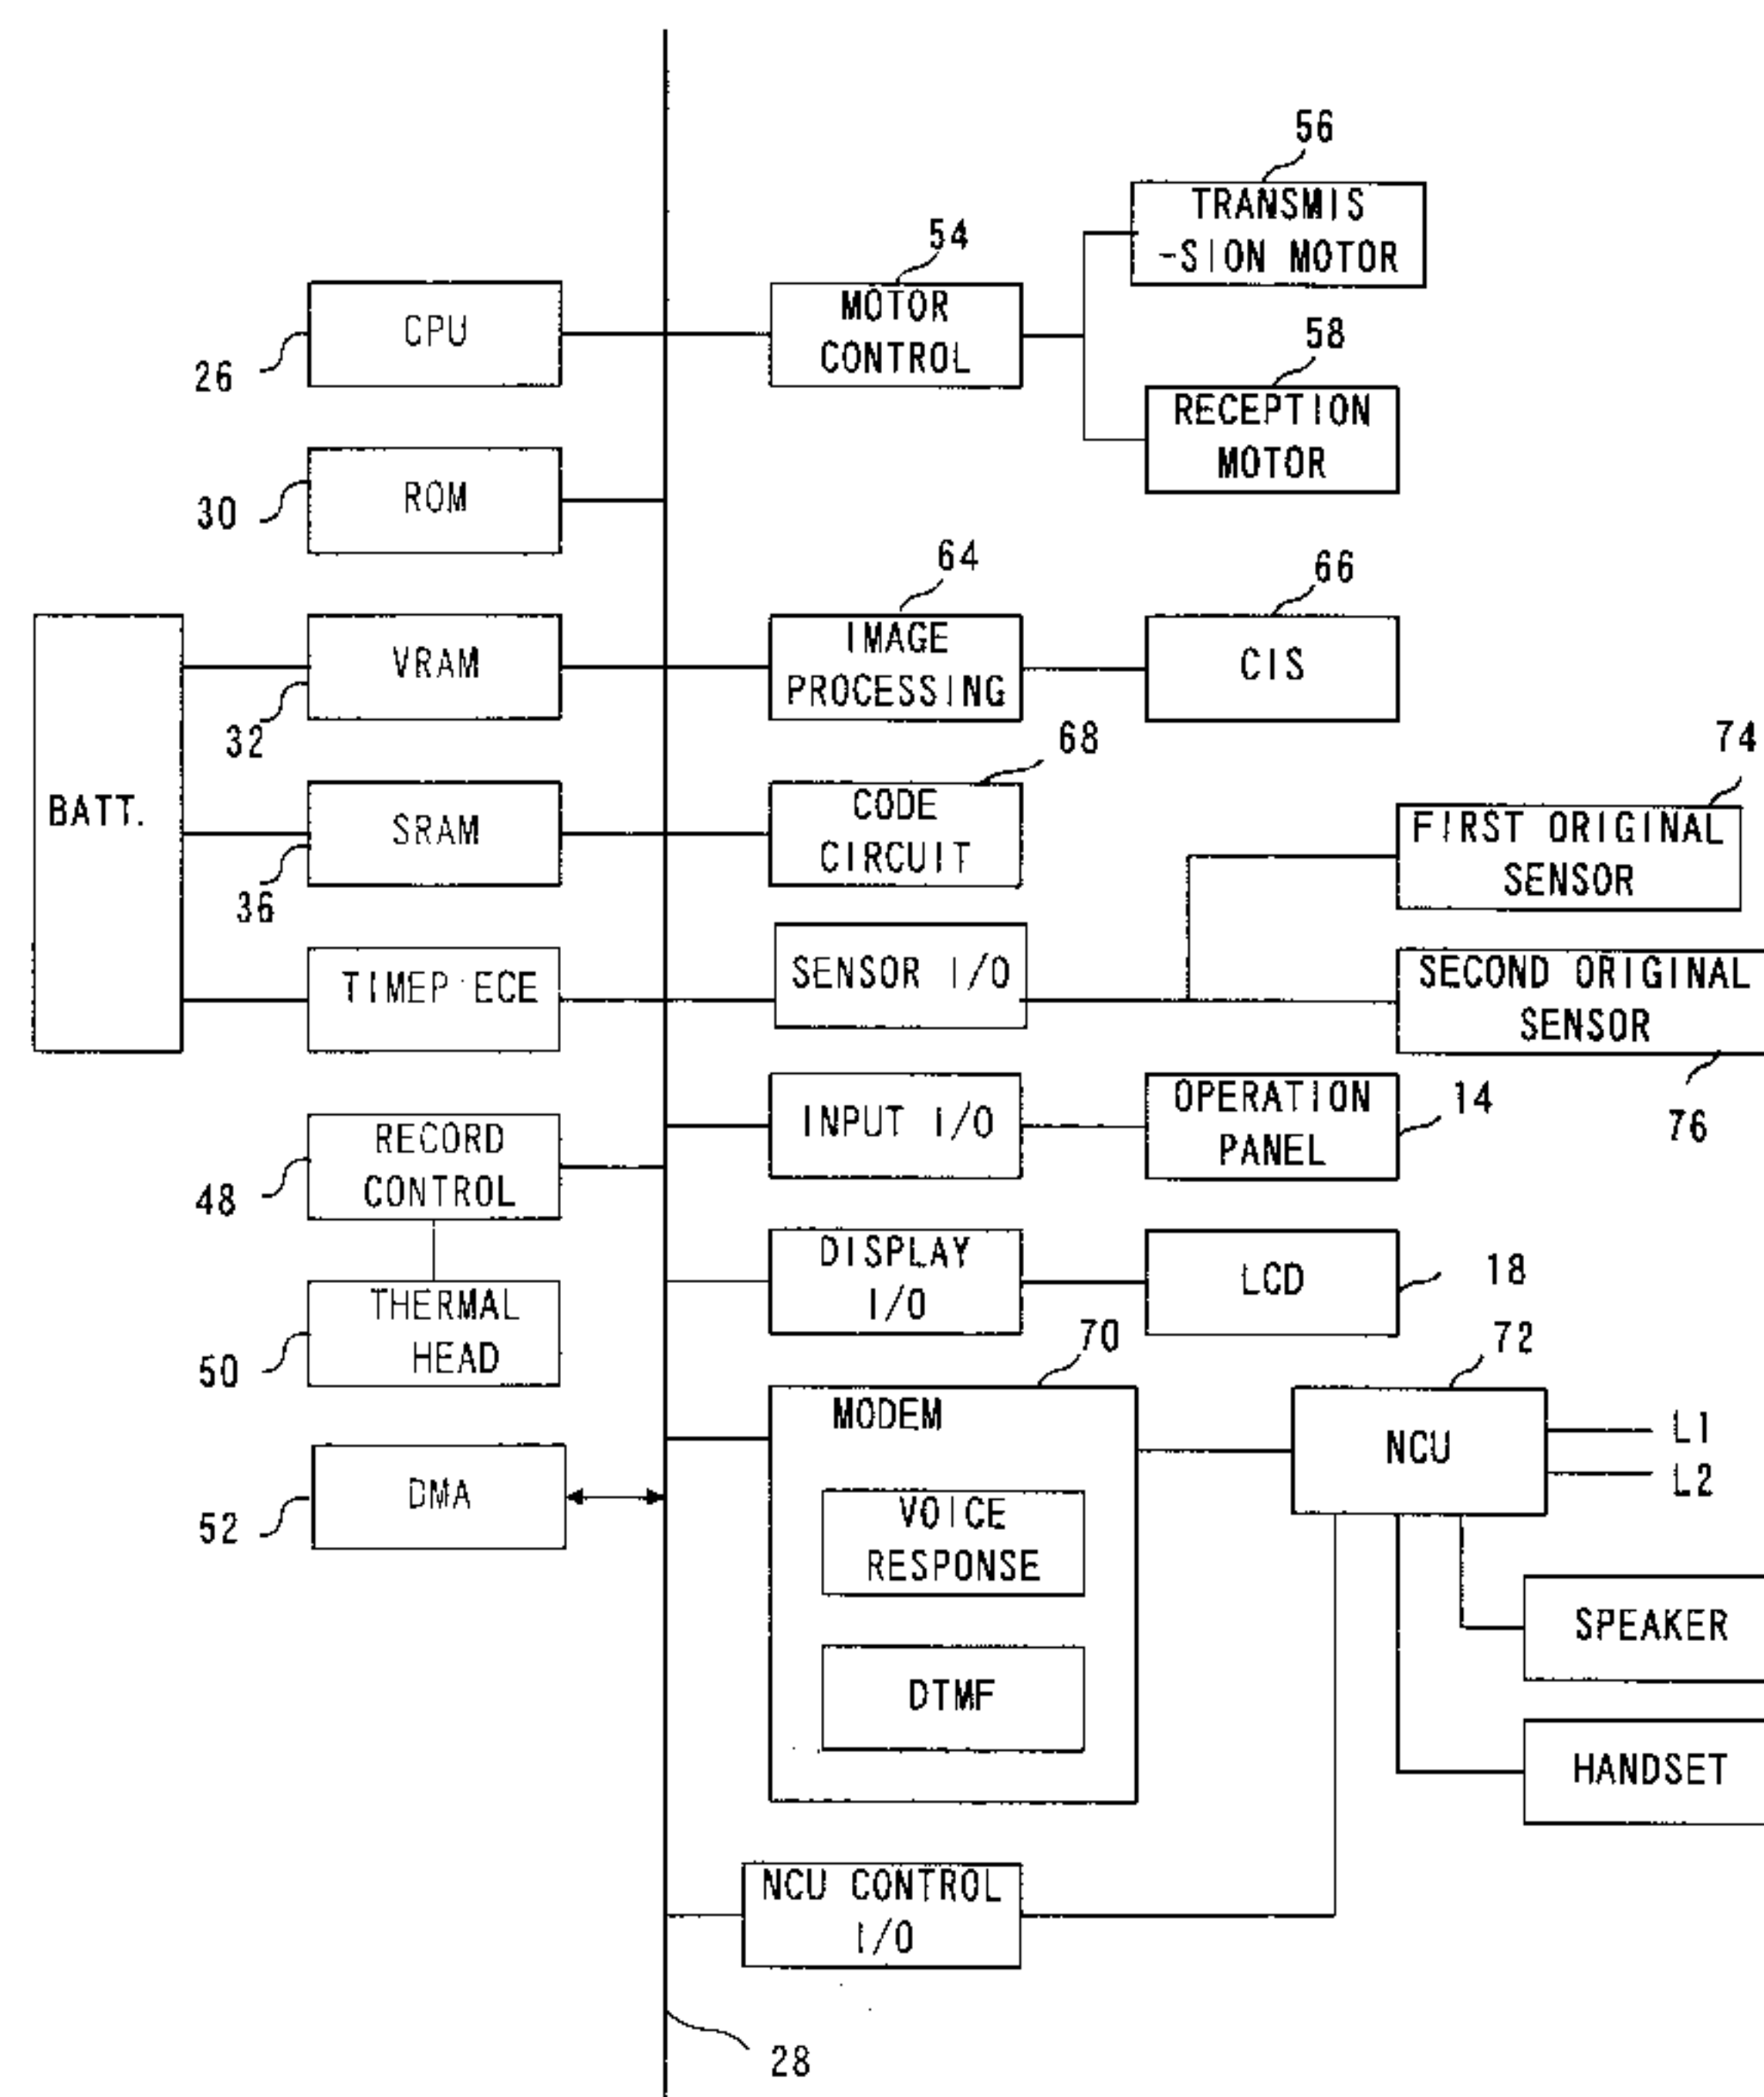 56
TRANSMIS
-SION MOTOR
54
MOTOR
CONTROL
CPU
26
58
RECEPTION
MOTOR
ROM
30
64
66
BATT.
VRAM
32
IMAGE
PROCESSING
CIS
68
74
SRAM
36
CODE
CIRCUIT
FIRST ORIGINAL
SENSOR
TIMEP ECE
SENSOR I/O
SECOND ORIGINAL
SENSOR
76
RECORD
CONTROL
48
INPUT I/O
OPERATION
PANEL
14
THERMAL
HEAD
50
DISPLAY
I/O
LCD
18
70
72
DMA
52
MODEM
VOICE
RESPONSE
DTMF
NCU
L1
L2
SPEAKER
HANDSET
NCU CONTROL
I/O
28